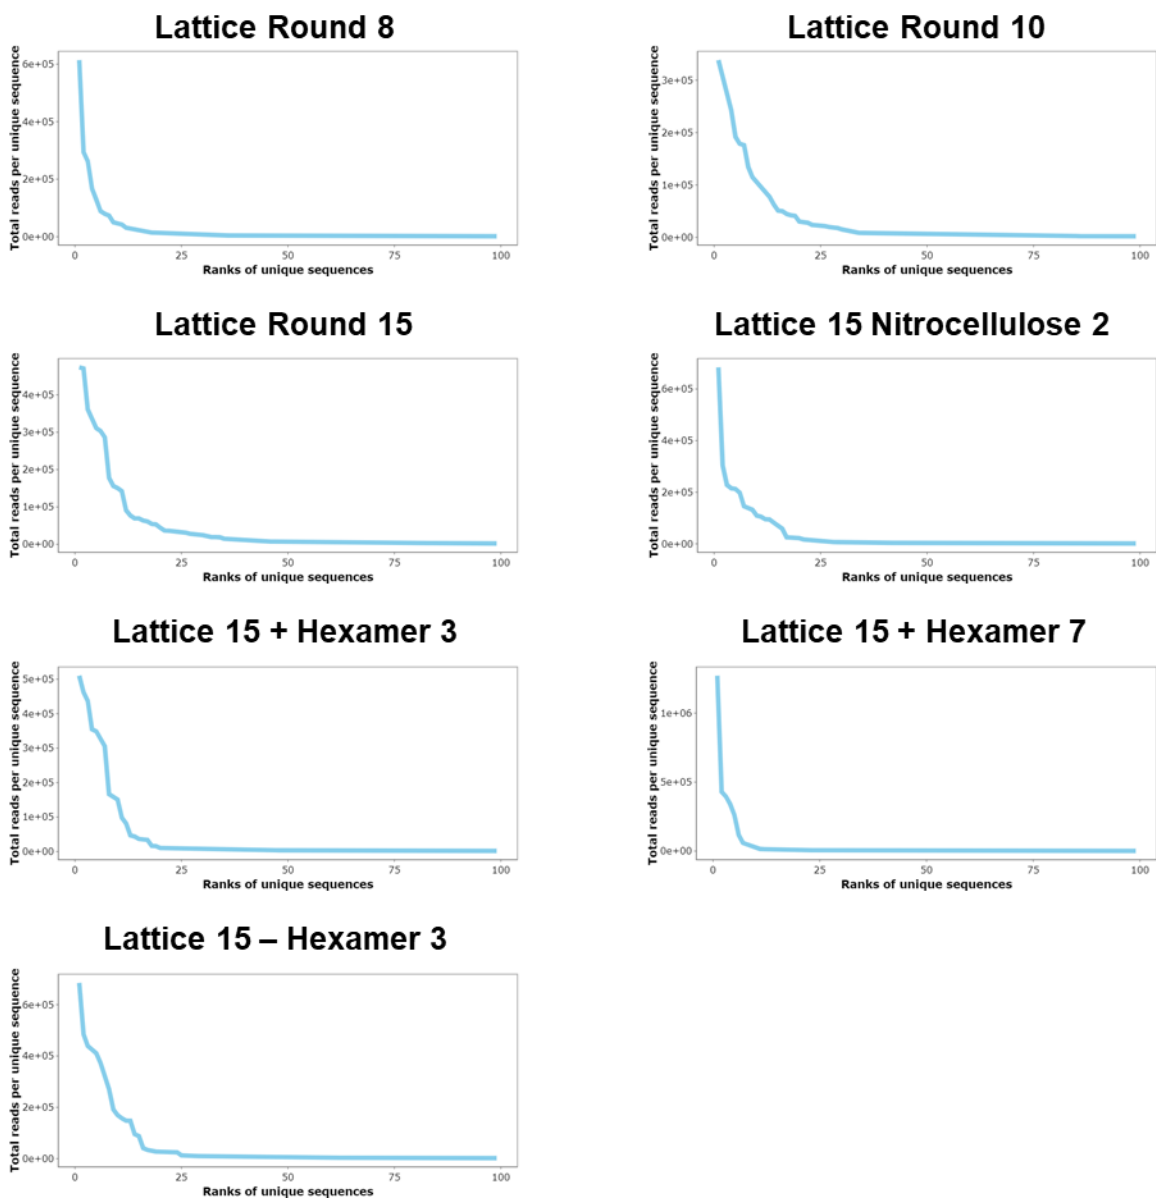 Lattice Round 8
Total reads per unique sequence
6e+05
4e+05
2e+05
0e+00
0
25
50
75
100
Ranks of unique sequences
Lattice Round 10
Total reads per unique sequence
3e+05
2e+05
1e+05
0e+00
0
25
50
75
100
Ranks of unique sequences
Lattice Round 15
Total reads per unique sequence
4e+05
3e+05
2e+05
1e+05
0e+00
0
25
50
75
100
Ranks of unique sequences
Lattice 15 Nitrocellulose 2
Total reads per unique sequence
6e+05
4e+05
2e+05
0e+00
0
25
50
75
100
Ranks of unique sequences
Lattice 15 + Hexamer 3
Total reads per unique sequence
5e+05
4e+05
3e+05
2e+05
1e+05
0e+00
0
25
50
75
100
Ranks of unique sequences
Lattice 15 + Hexamer 7
Total reads per unique sequence
1e+06
5e+05
0e+00
0
25
50
75
100
Ranks of unique sequences
Lattice 15 – Hexamer 3
Total reads per unique sequence
6e+05
4e+05
2e+05
0e+00
0
25
50
75
100
Ranks of unique sequences